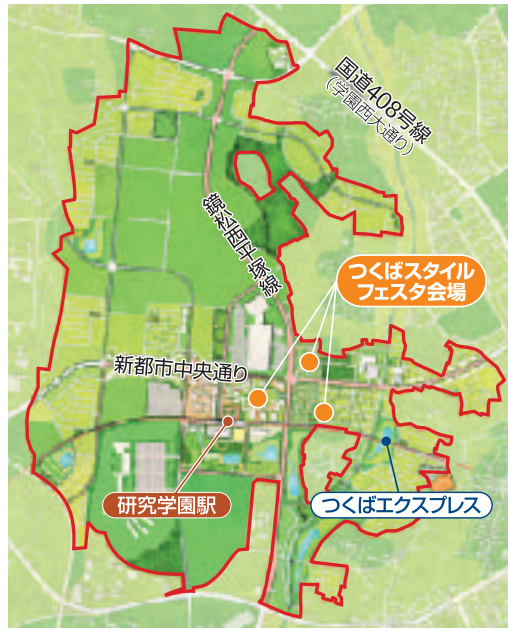 国道408号線
(学園西大通り)
鏡松西平塚線
つくばスタイル
フェスタ会場
新都市中央通り
研究学園駅
つくばエクスプレス